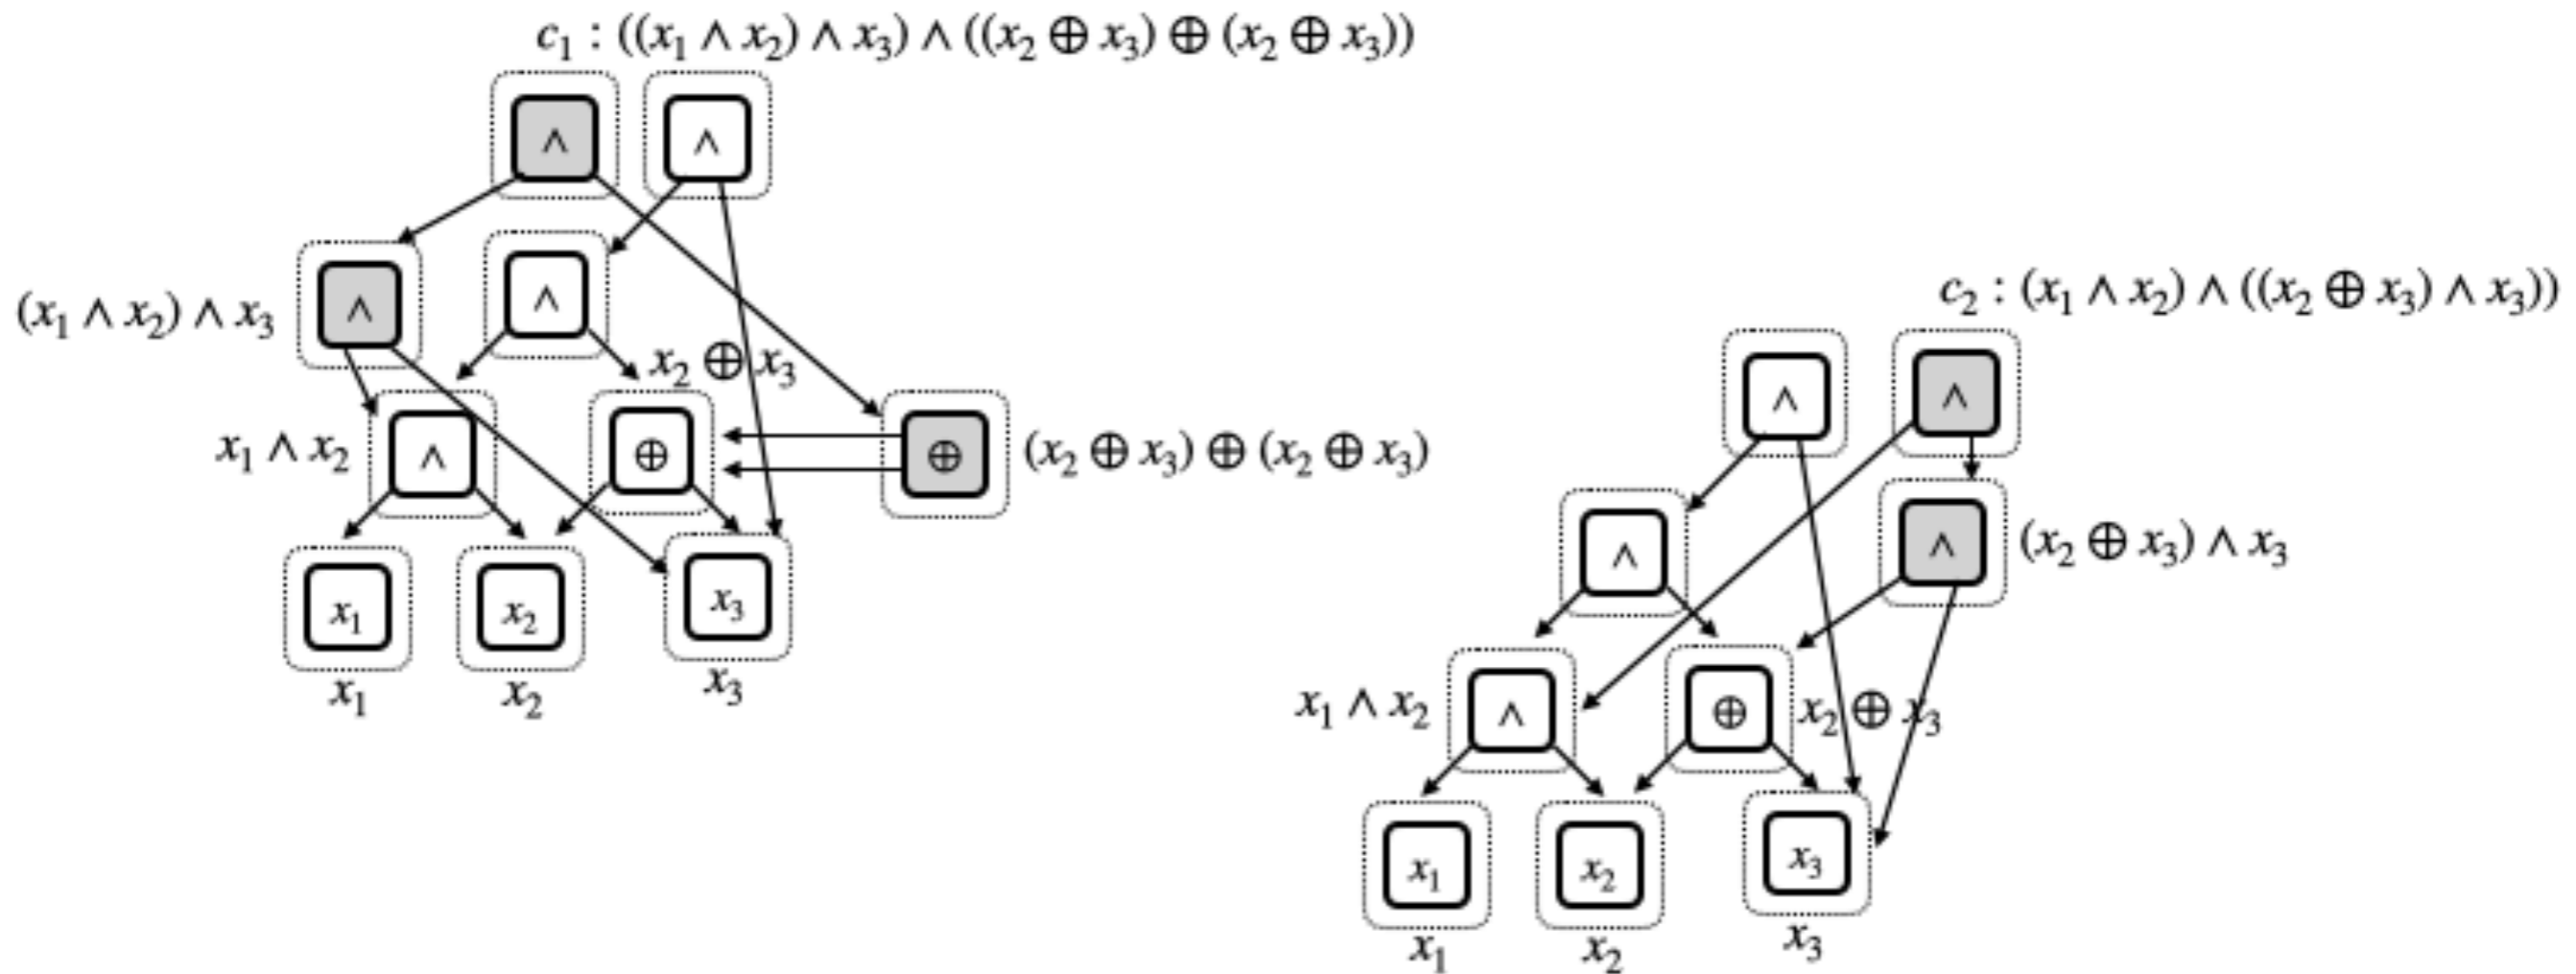 c₁ : ((x₁ ∧ x₂) ∧ x₃) ∧ ((x₂ ⊕ x₃) ⊕ (x₂ ⊕ x₃))
∧ ∧
(x₁ ∧ x₂) ∧ x₃ ∧ ∧
x₂ ⊕ x₃
x₁ ∧ x₂ ∧ ⊕ ⊕ (x₂ ⊕ x₃) ⊕ (x₂ ⊕ x₃)
x₁ x₂ x₃
x₁ x₂ x₃
c₂ : (x₁ ∧ x₂) ∧ ((x₂ ⊕ x₃) ∧ x₃))
∧ ∧
∧ ∧ (x₂ ⊕ x₃) ∧ x₃
x₁ ∧ x₂ ∧ ⊕ x₂ ⊕ x₃
x₁ x₂ x₃
x₁ x₂ x₃